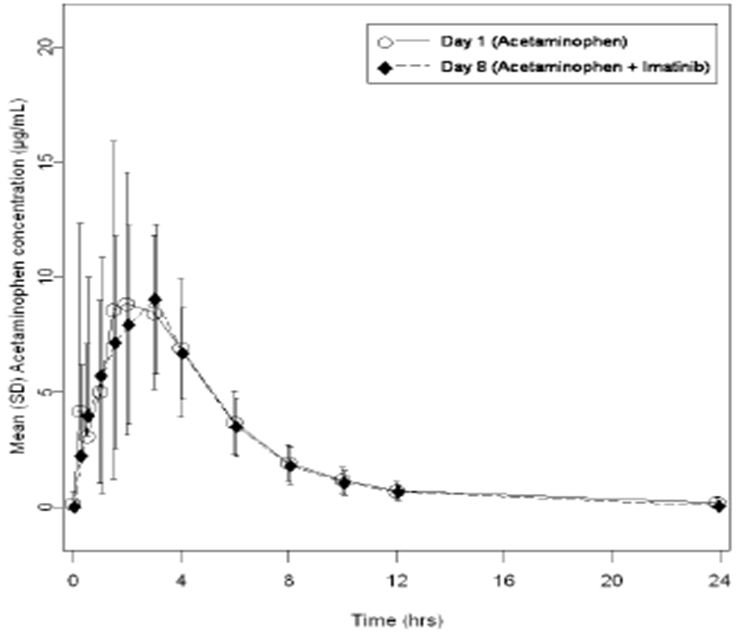 Day 1 (Acetaminophen)
Day 8 (Acetaminophen + Imatinib)
Mean (SD) Acetaminophen concentration (µg/mL)
20
15
10
5
0
0 4 8 12 16 20 24
Time (hrs)